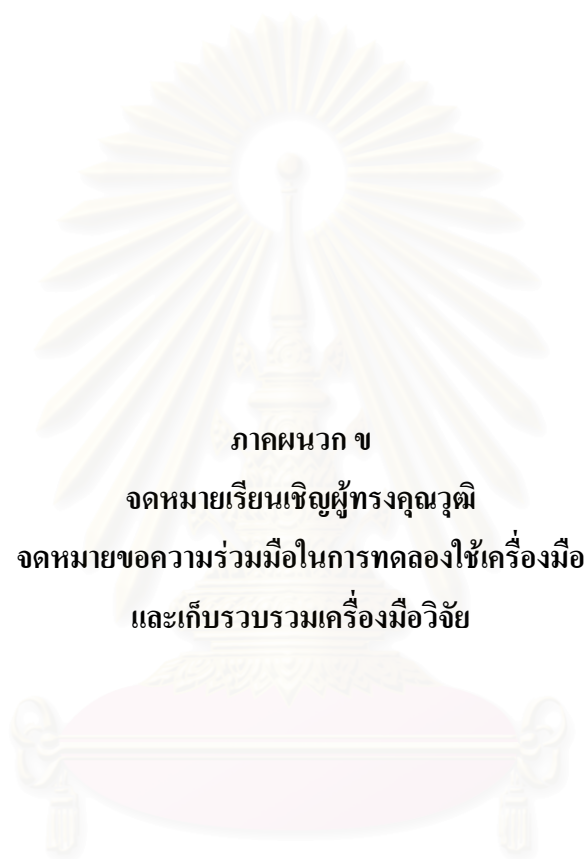 ภาคผนวก ข
จดหมายเรียนเชิญผู้ทรงคุณวุฒิ
จดหมายขอความร่วมมือในการทดลองใช้เครื่องมือ
และเก็บรวบรวมเครื่องมือวิจัย